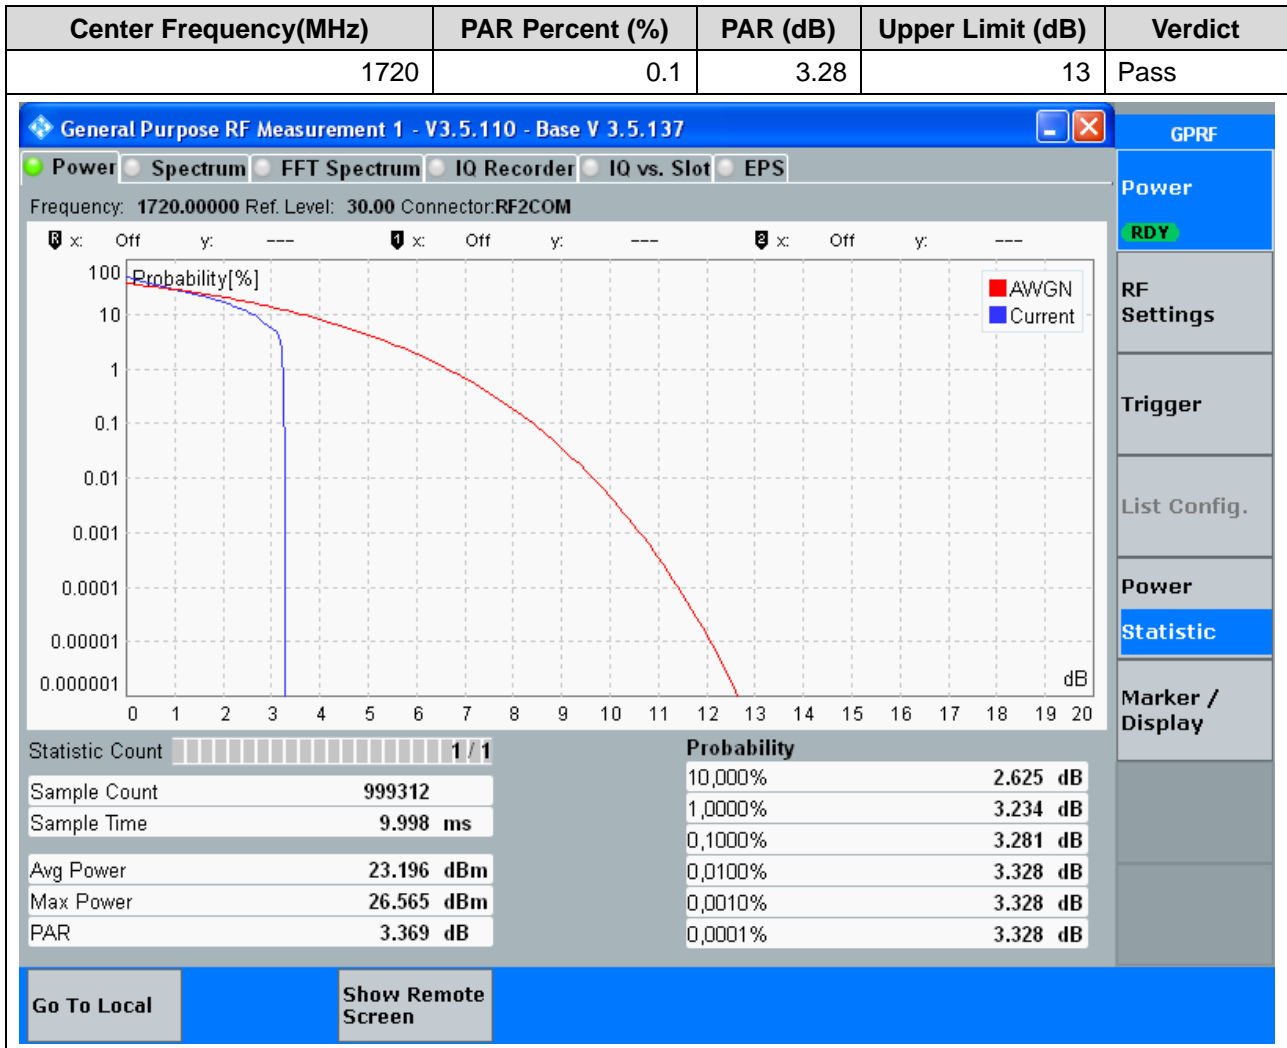 Center Frequency(MHz) PAR Percent (%) PAR (dB) Upper Limit (dB) Verdict
1720 0.1 3.28 13 Pass
General Purpose RF Measurement 1 - V3.5.110 - Base V 3.5.137
GPRF
Power Spectrum FFT Spectrum IQ Recorder IQ vs. Slot EPS
Frequency: 1720.00000 Ref. Level: 30.00 Connector:RF2COM
R x: Off y: --- 1 x: Off y: --- 2 x: Off y: ---
Probability[%]
100
10
1
0.1
0.01
0.001
0.0001
0.00001
0.000001
AWGN
Current
dB
0 1 2 3 4 5 6 7 8 9 10 11 12 13 14 15 16 17 18 19 20
Statistic Count 1 / 1
Sample Count 999312
Sample Time 9.998 ms
Avg Power 23.196 dBm
Max Power 26.565 dBm
PAR 3.369 dB
Probability
10,000% 2.625 dB
1,0000% 3.234 dB
0,1000% 3.281 dB
0,0100% 3.328 dB
0,0010% 3.328 dB
0,0001% 3.328 dB
Power
RDY
RF
Settings
Trigger
List Config.
Power
Statistic
Marker /
Display
Go To Local
Show Remote
Screen